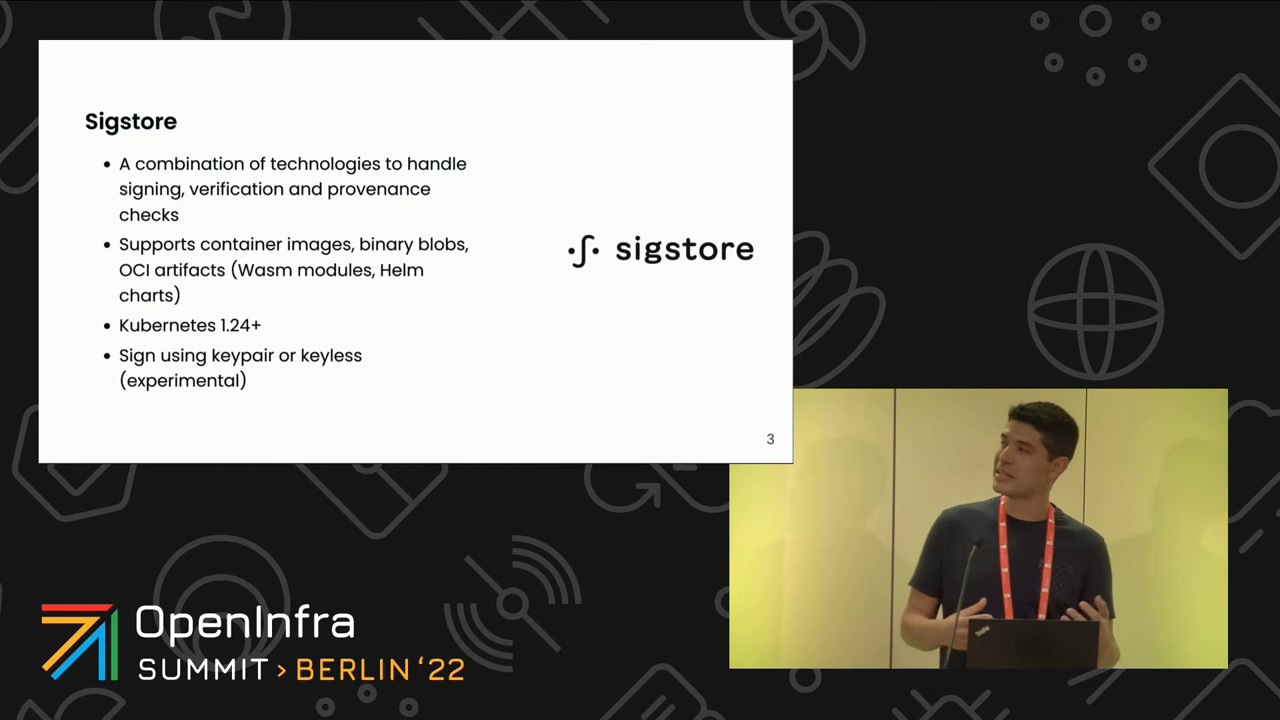 Sigstore
• A combination of technologies to handle
signing, verification and provenance
checks
• Supports container images, binary blobs,
OCI artifacts (Wasm modules, Helm
charts)
• Kubernetes 1.24+
• Sign using keypair or keyless
(experimental)
sigstore
3
OpenInfra
SUMMIT > BERLIN ‘22
ThinkPad